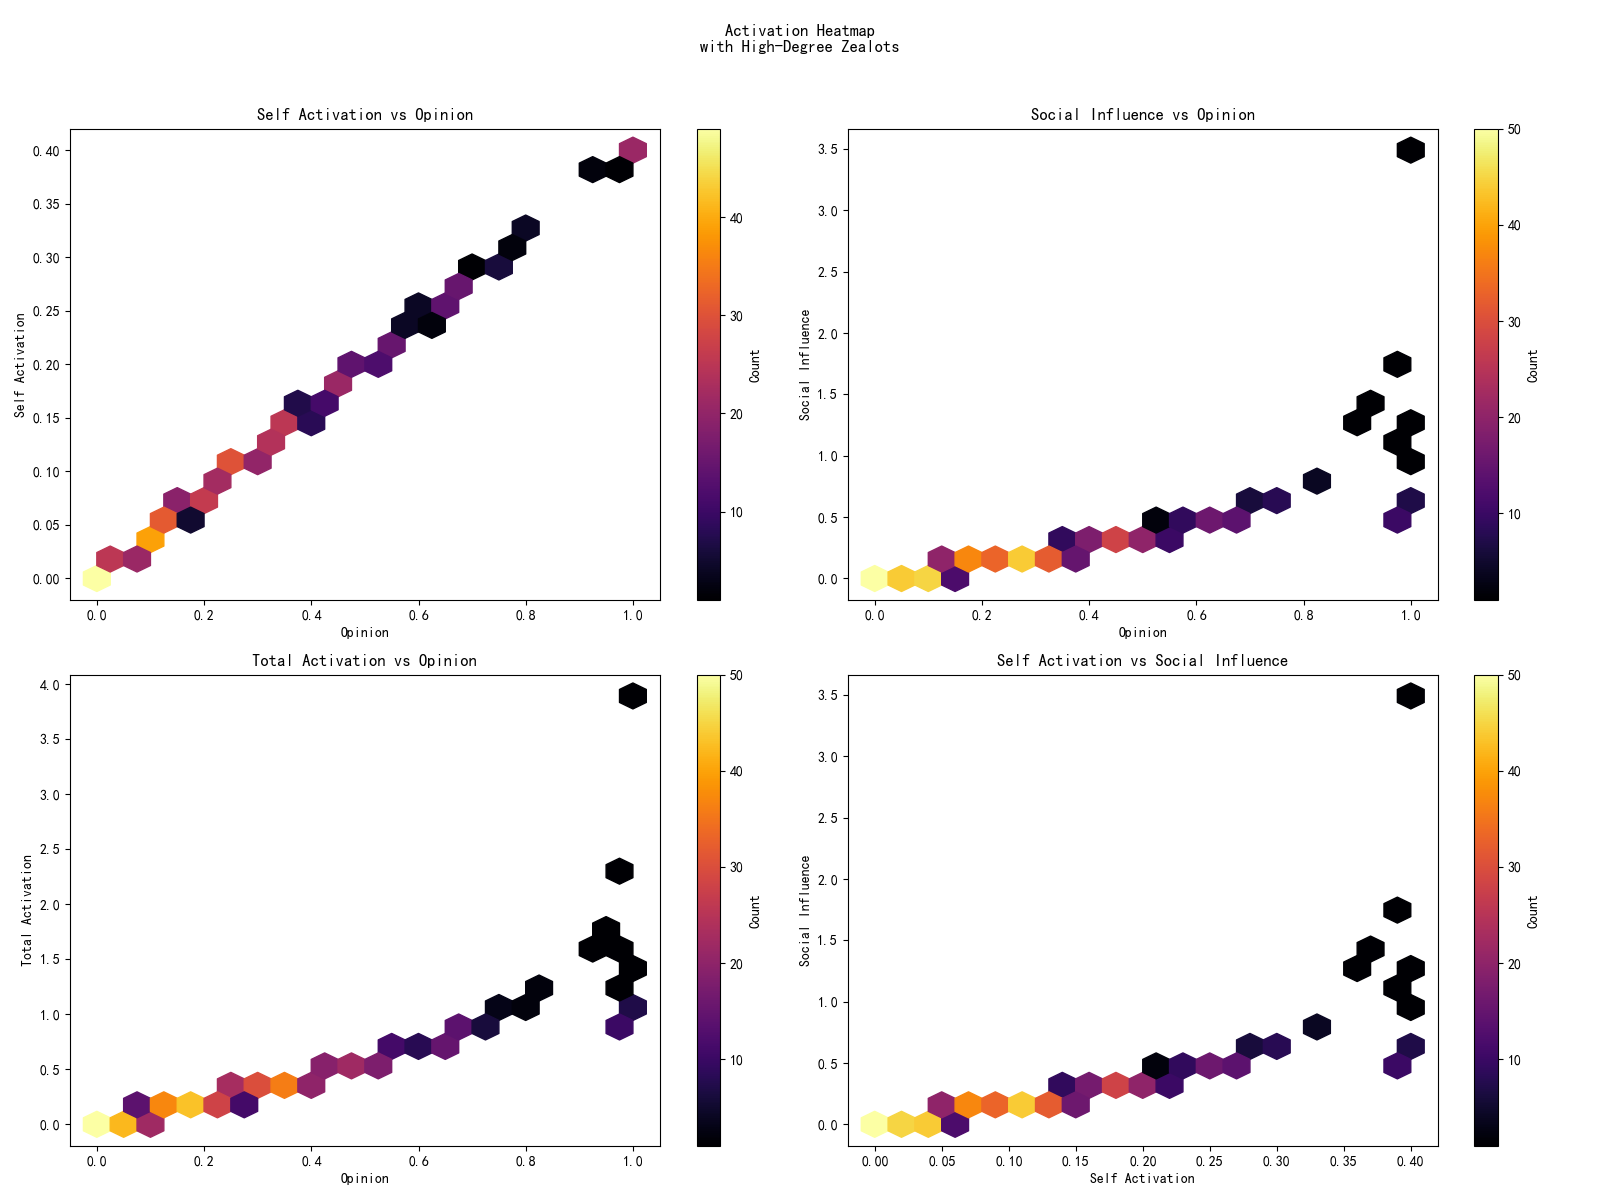 Activation Heatmap
with High-Degree Zealots
Self Activation vs Opinion
Self Activation
0.40
0.35
0.30
0.25
0.20
0.15
0.10
0.05
0.00
0.0 0.2 0.4 0.6 0.8 1.0
Opinion
40
30
20
10
Count
Social Influence vs Opinion
Social Influence
3.5
3.0
2.5
2.0
1.5
1.0
0.5
0.0
0.0 0.2 0.4 0.6 0.8 1.0
Opinion
50
40
30
20
10
Count
Total Activation vs Opinion
Total Activation
4.0
3.5
3.0
2.5
2.0
1.5
1.0
0.5
0.0
0.0 0.2 0.4 0.6 0.8 1.0
Opinion
50
40
30
20
10
Count
Self Activation vs Social Influence
Social Influence
3.5
3.0
2.5
2.0
1.5
1.0
0.5
0.0
0.00 0.05 0.10 0.15 0.20 0.25 0.30 0.35 0.40
Self Activation
50
40
30
20
10
Count